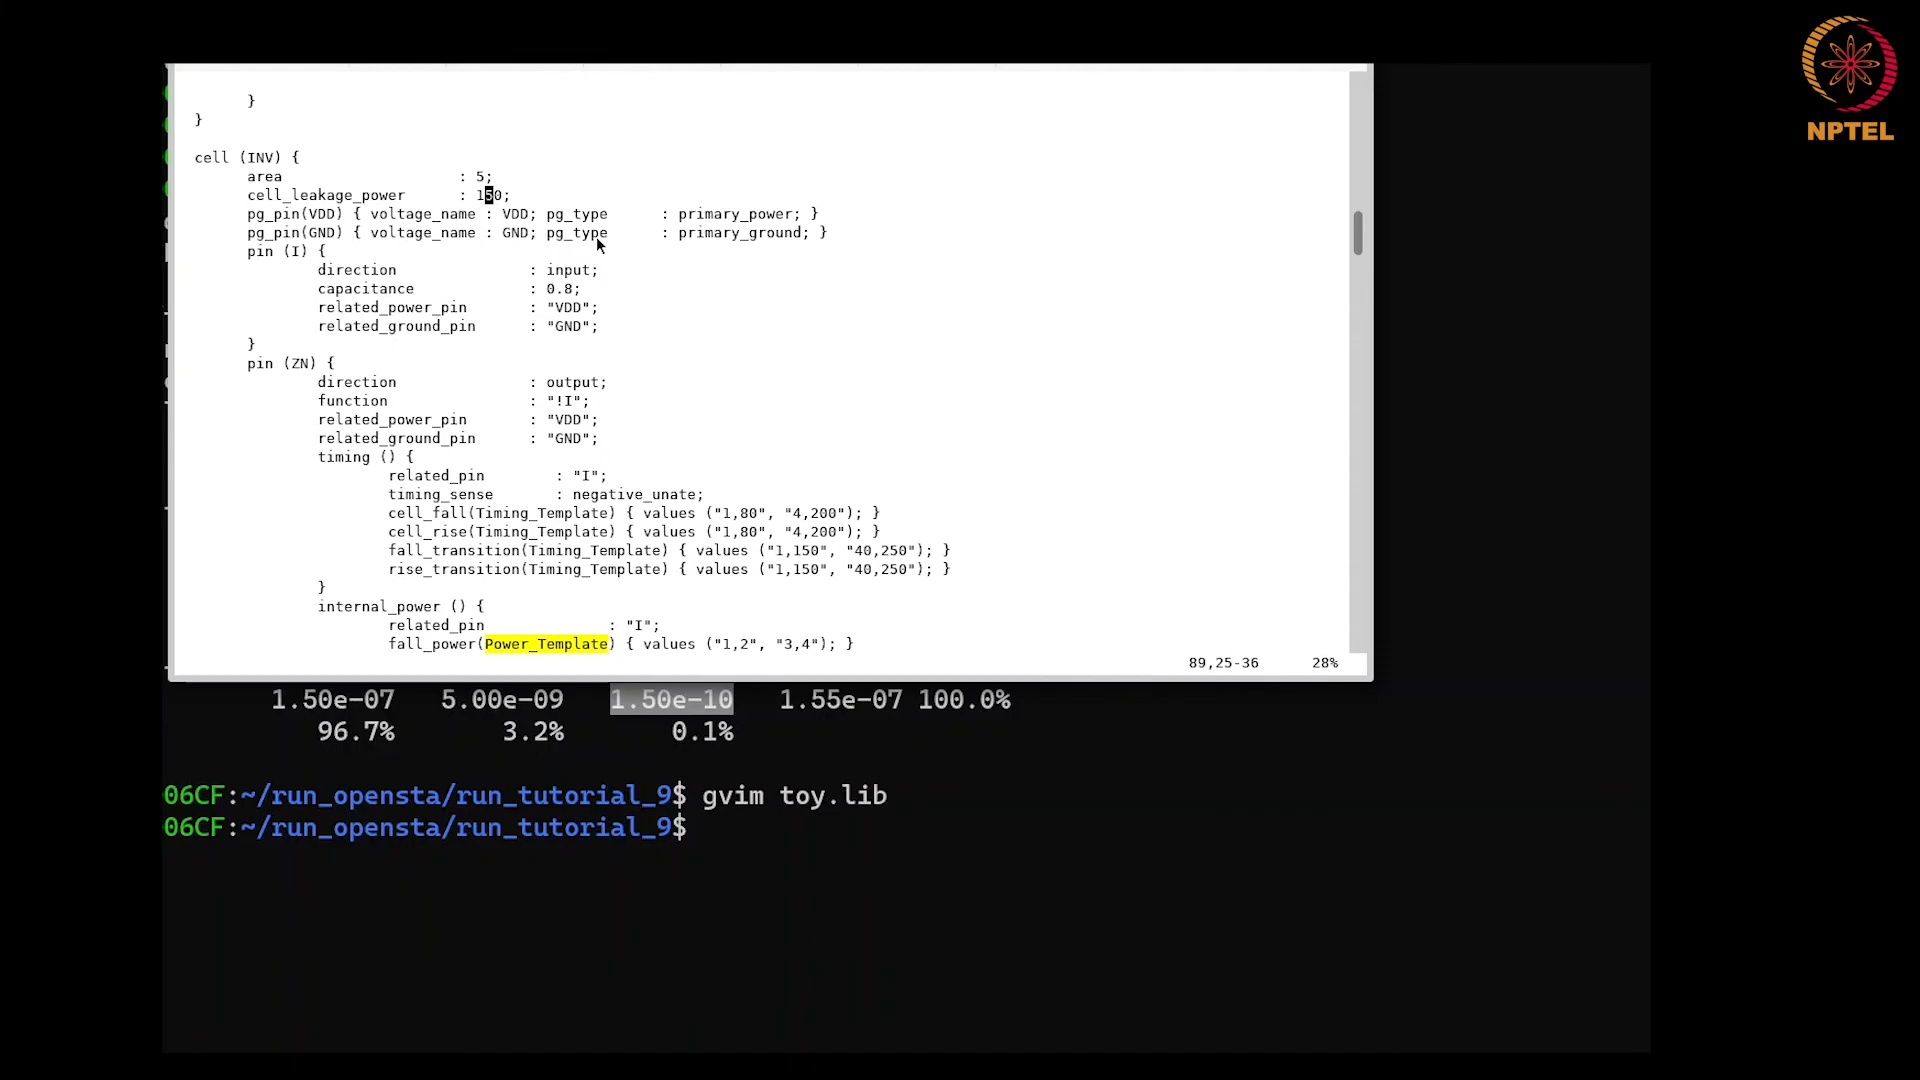 NPTEL
}
}
cell (INV) {
area : 5;
cell_leakage_power : 150;
pg_pin(VDD) { voltage_name : VDD; pg_type : primary_power; }
pg_pin(GND) { voltage_name : GND; pg_type : primary_ground; }
pin (I) {
direction : input;
capacitance : 0.8;
related_power_pin : "VDD";
related_ground_pin : "GND";
}
pin (ZN) {
direction : output;
function : "!I";
related_power_pin : "VDD";
related_ground_pin : "GND";
timing () {
related_pin : "I";
timing_sense : negative_unate;
cell_fall(Timing_Template) { values ("1,80", "4,200"); }
cell_rise(Timing_Template) { values ("1,80", "4,200"); }
fall_transition(Timing_Template) { values ("1,150", "40,250"); }
rise_transition(Timing_Template) { values ("1,150", "40,250"); }
}
internal_power () {
related_pin : "I";
fall_power(Power_Template) { values ("1,2", "3,4"); }
89,25-36 28%
1.50e-07 5.00e-09 1.50e-10 1.55e-07 100.0%
96.7% 3.2% 0.1%
06CF:~/run_opensta/run_tutorial_9$ gvim toy.lib
06CF:~/run_opensta/run_tutorial_9$